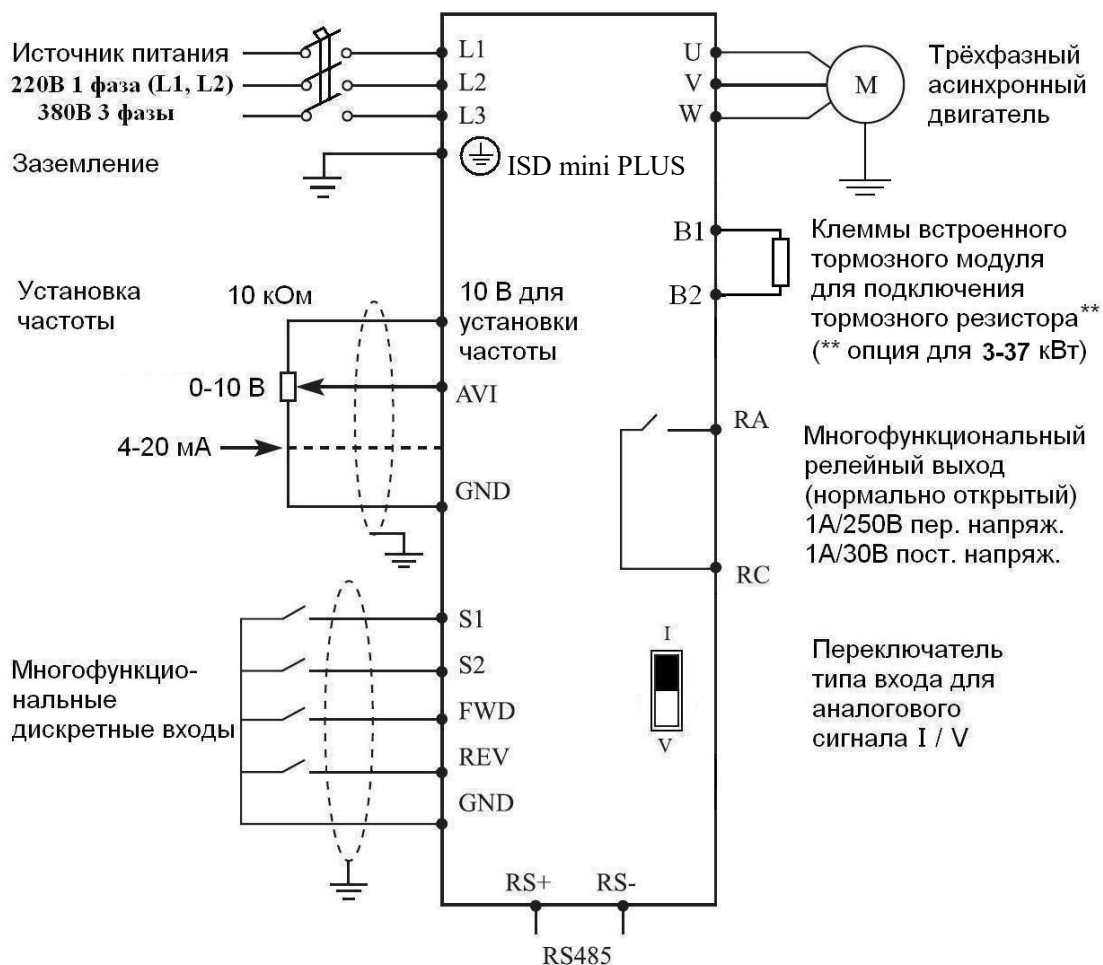 Источник питания
220В 1 фаза (L1, L2)
380В 3 фазы
Заземление
L1
L2
L3
ISD mini PLUS
U
V
W
M
Трёхфазный
асинхронный
двигатель
B1
B2
Клеммы встроенного
тормозного модуля
для подключения
тормозного резистора**
(** опция для 3-37 кВт)
Установка
частоты
10 кОм
0-10 В
4-20 мА
10 В для
установки
частоты
AVI
GND
RA
RC
Многофункциональный
релейный выход
(нормально открытый)
1А/250В пер. напряж.
1А/30В пост. напряж.
Многофункцио-
нальные
дискретные входы
S1
S2
FWD
REV
GND
I
V
Переключатель
типа входа для
аналогового
сигнала I / V
RS+ RS-
RS485